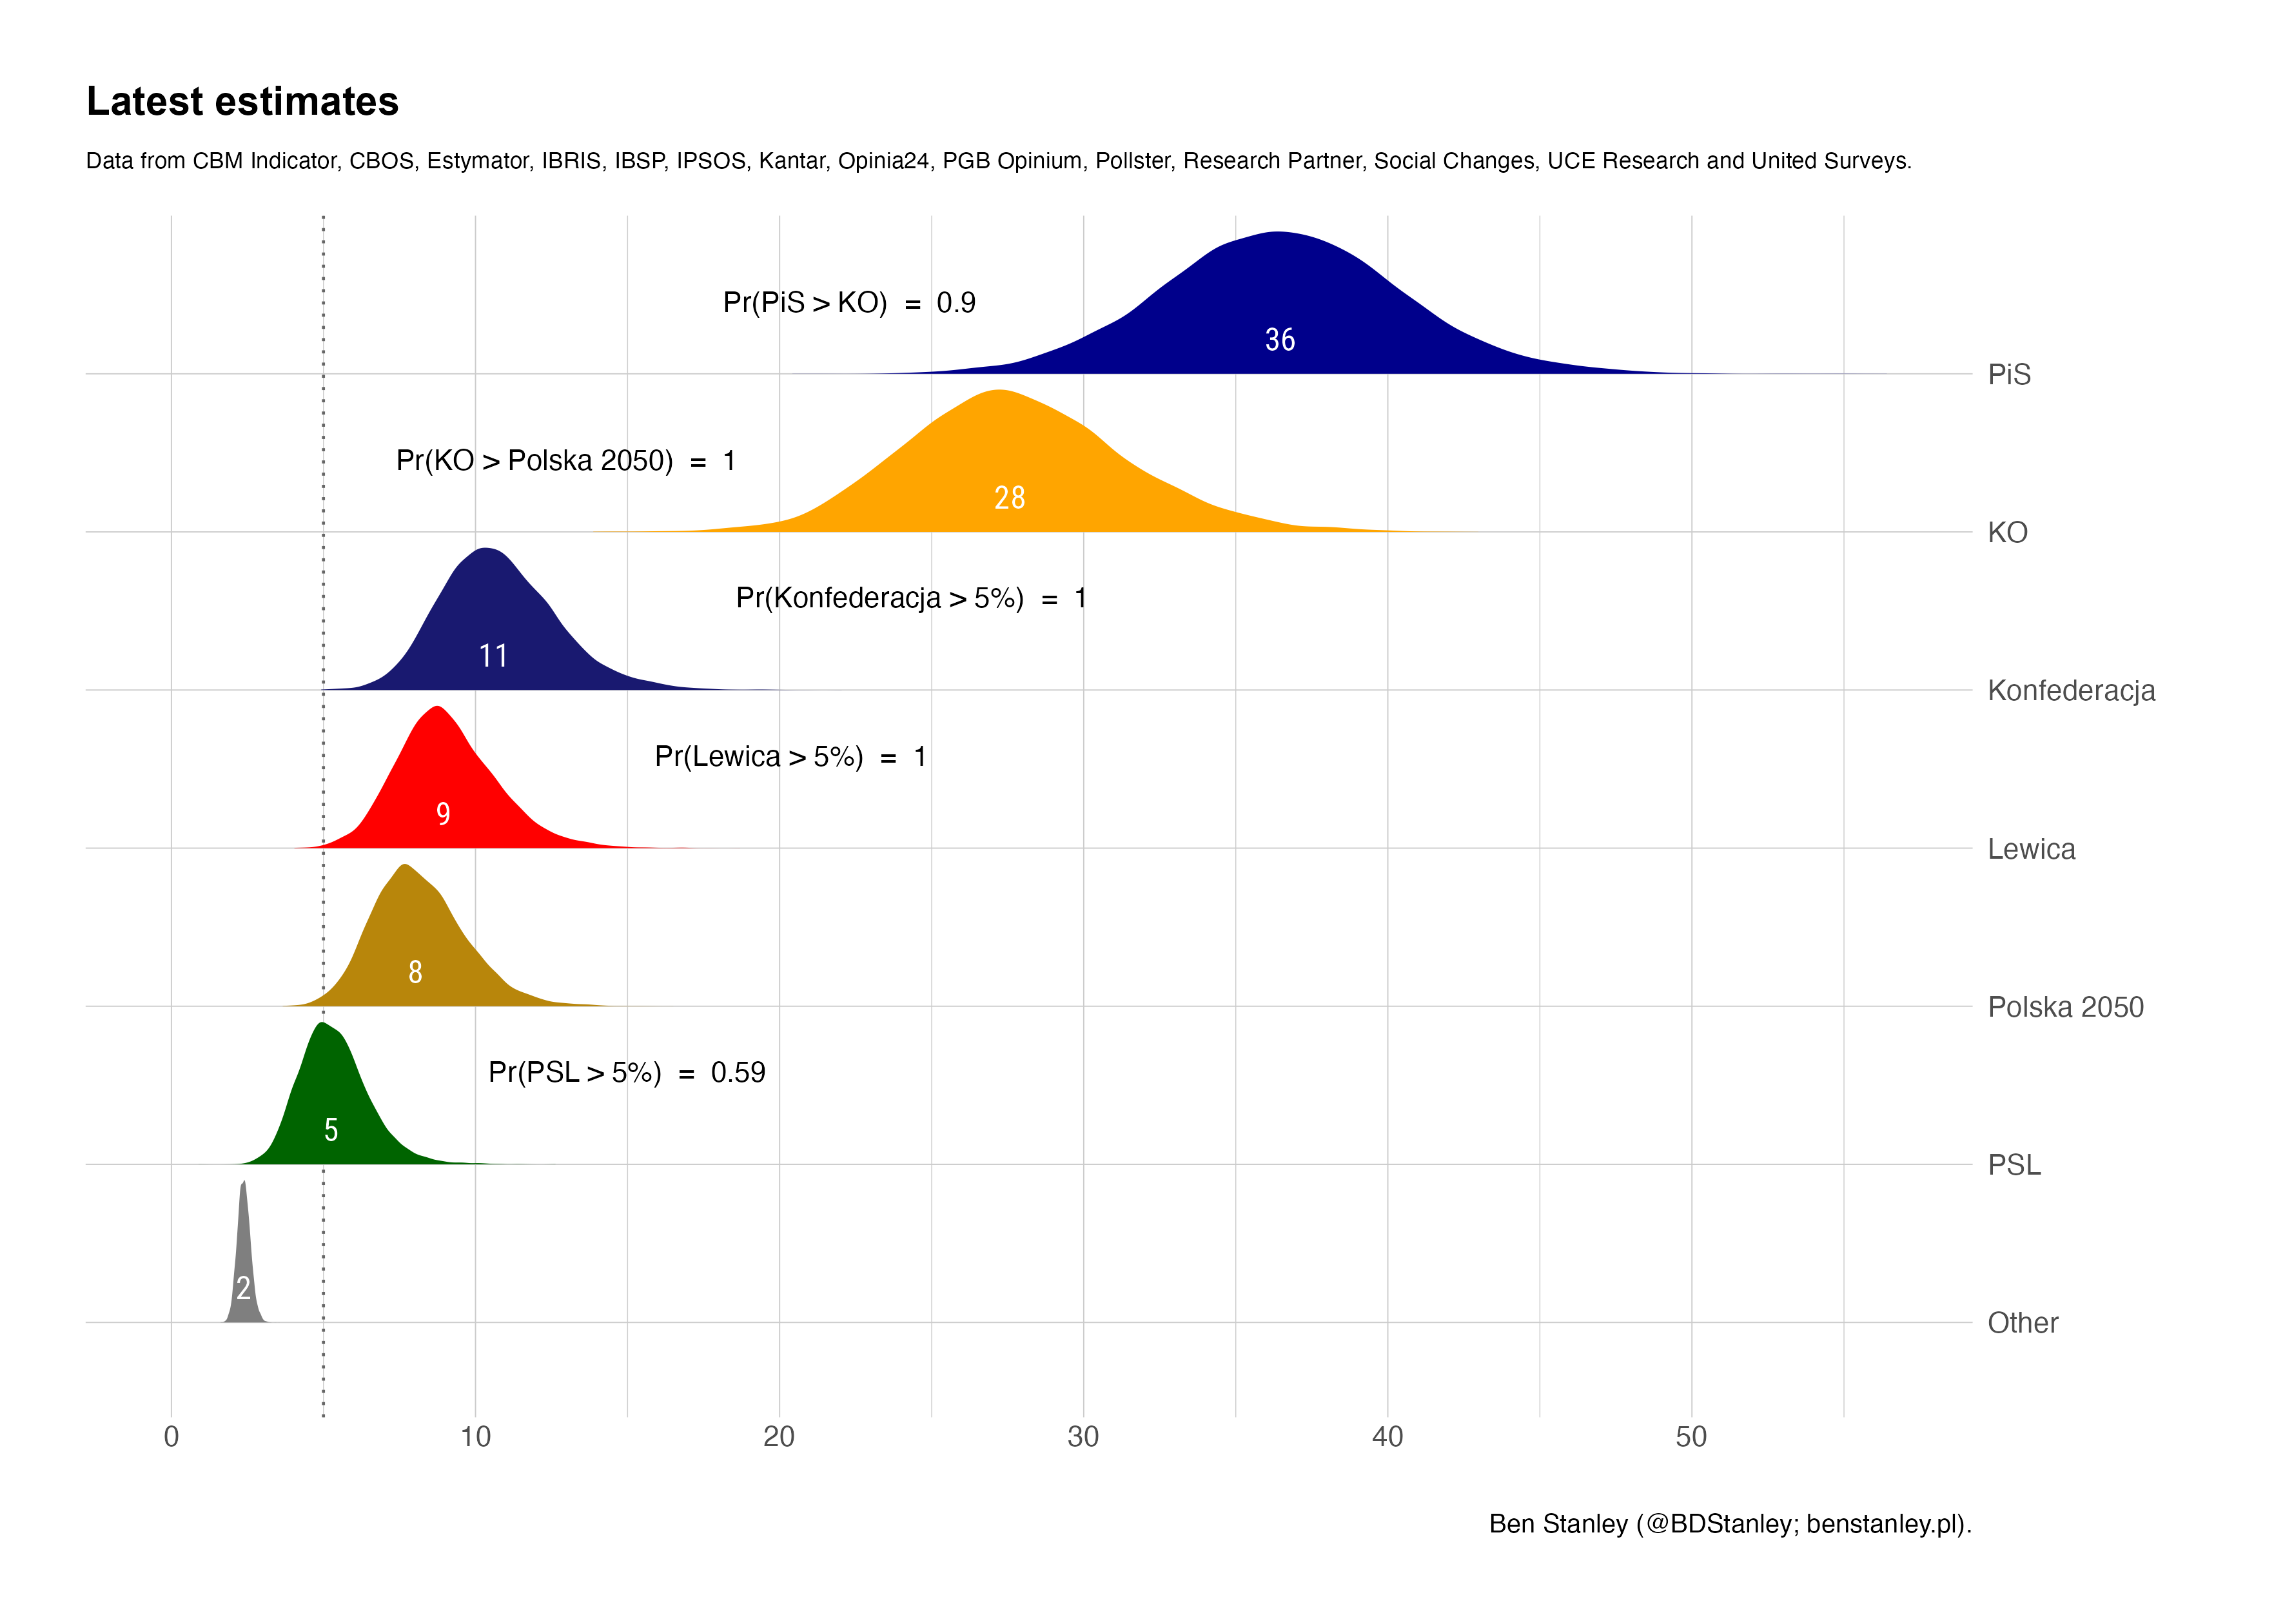 Latest estimates
Data from CBM Indicator, CBOS, Estymator, IBRIS, IBSP, IPSOS, Kantar, Opinia24, PGB Opinium, Pollster, Research Partner, Social Changes, UCE Research and United Surveys.
Pr(PiS > KO) = 0.9
36
PiS
Pr(KO > Polska 2050) = 1
28
KO
Pr(Konfederacja > 5%) = 1
11
Konfederacja
Pr(Lewica > 5%) = 1
9
Lewica
8
Polska 2050
Pr(PSL > 5%) = 0.59
5
PSL
2
Other
0 10 20 30 40 50
Ben Stanley (@BDStanley; benstanley.pl).